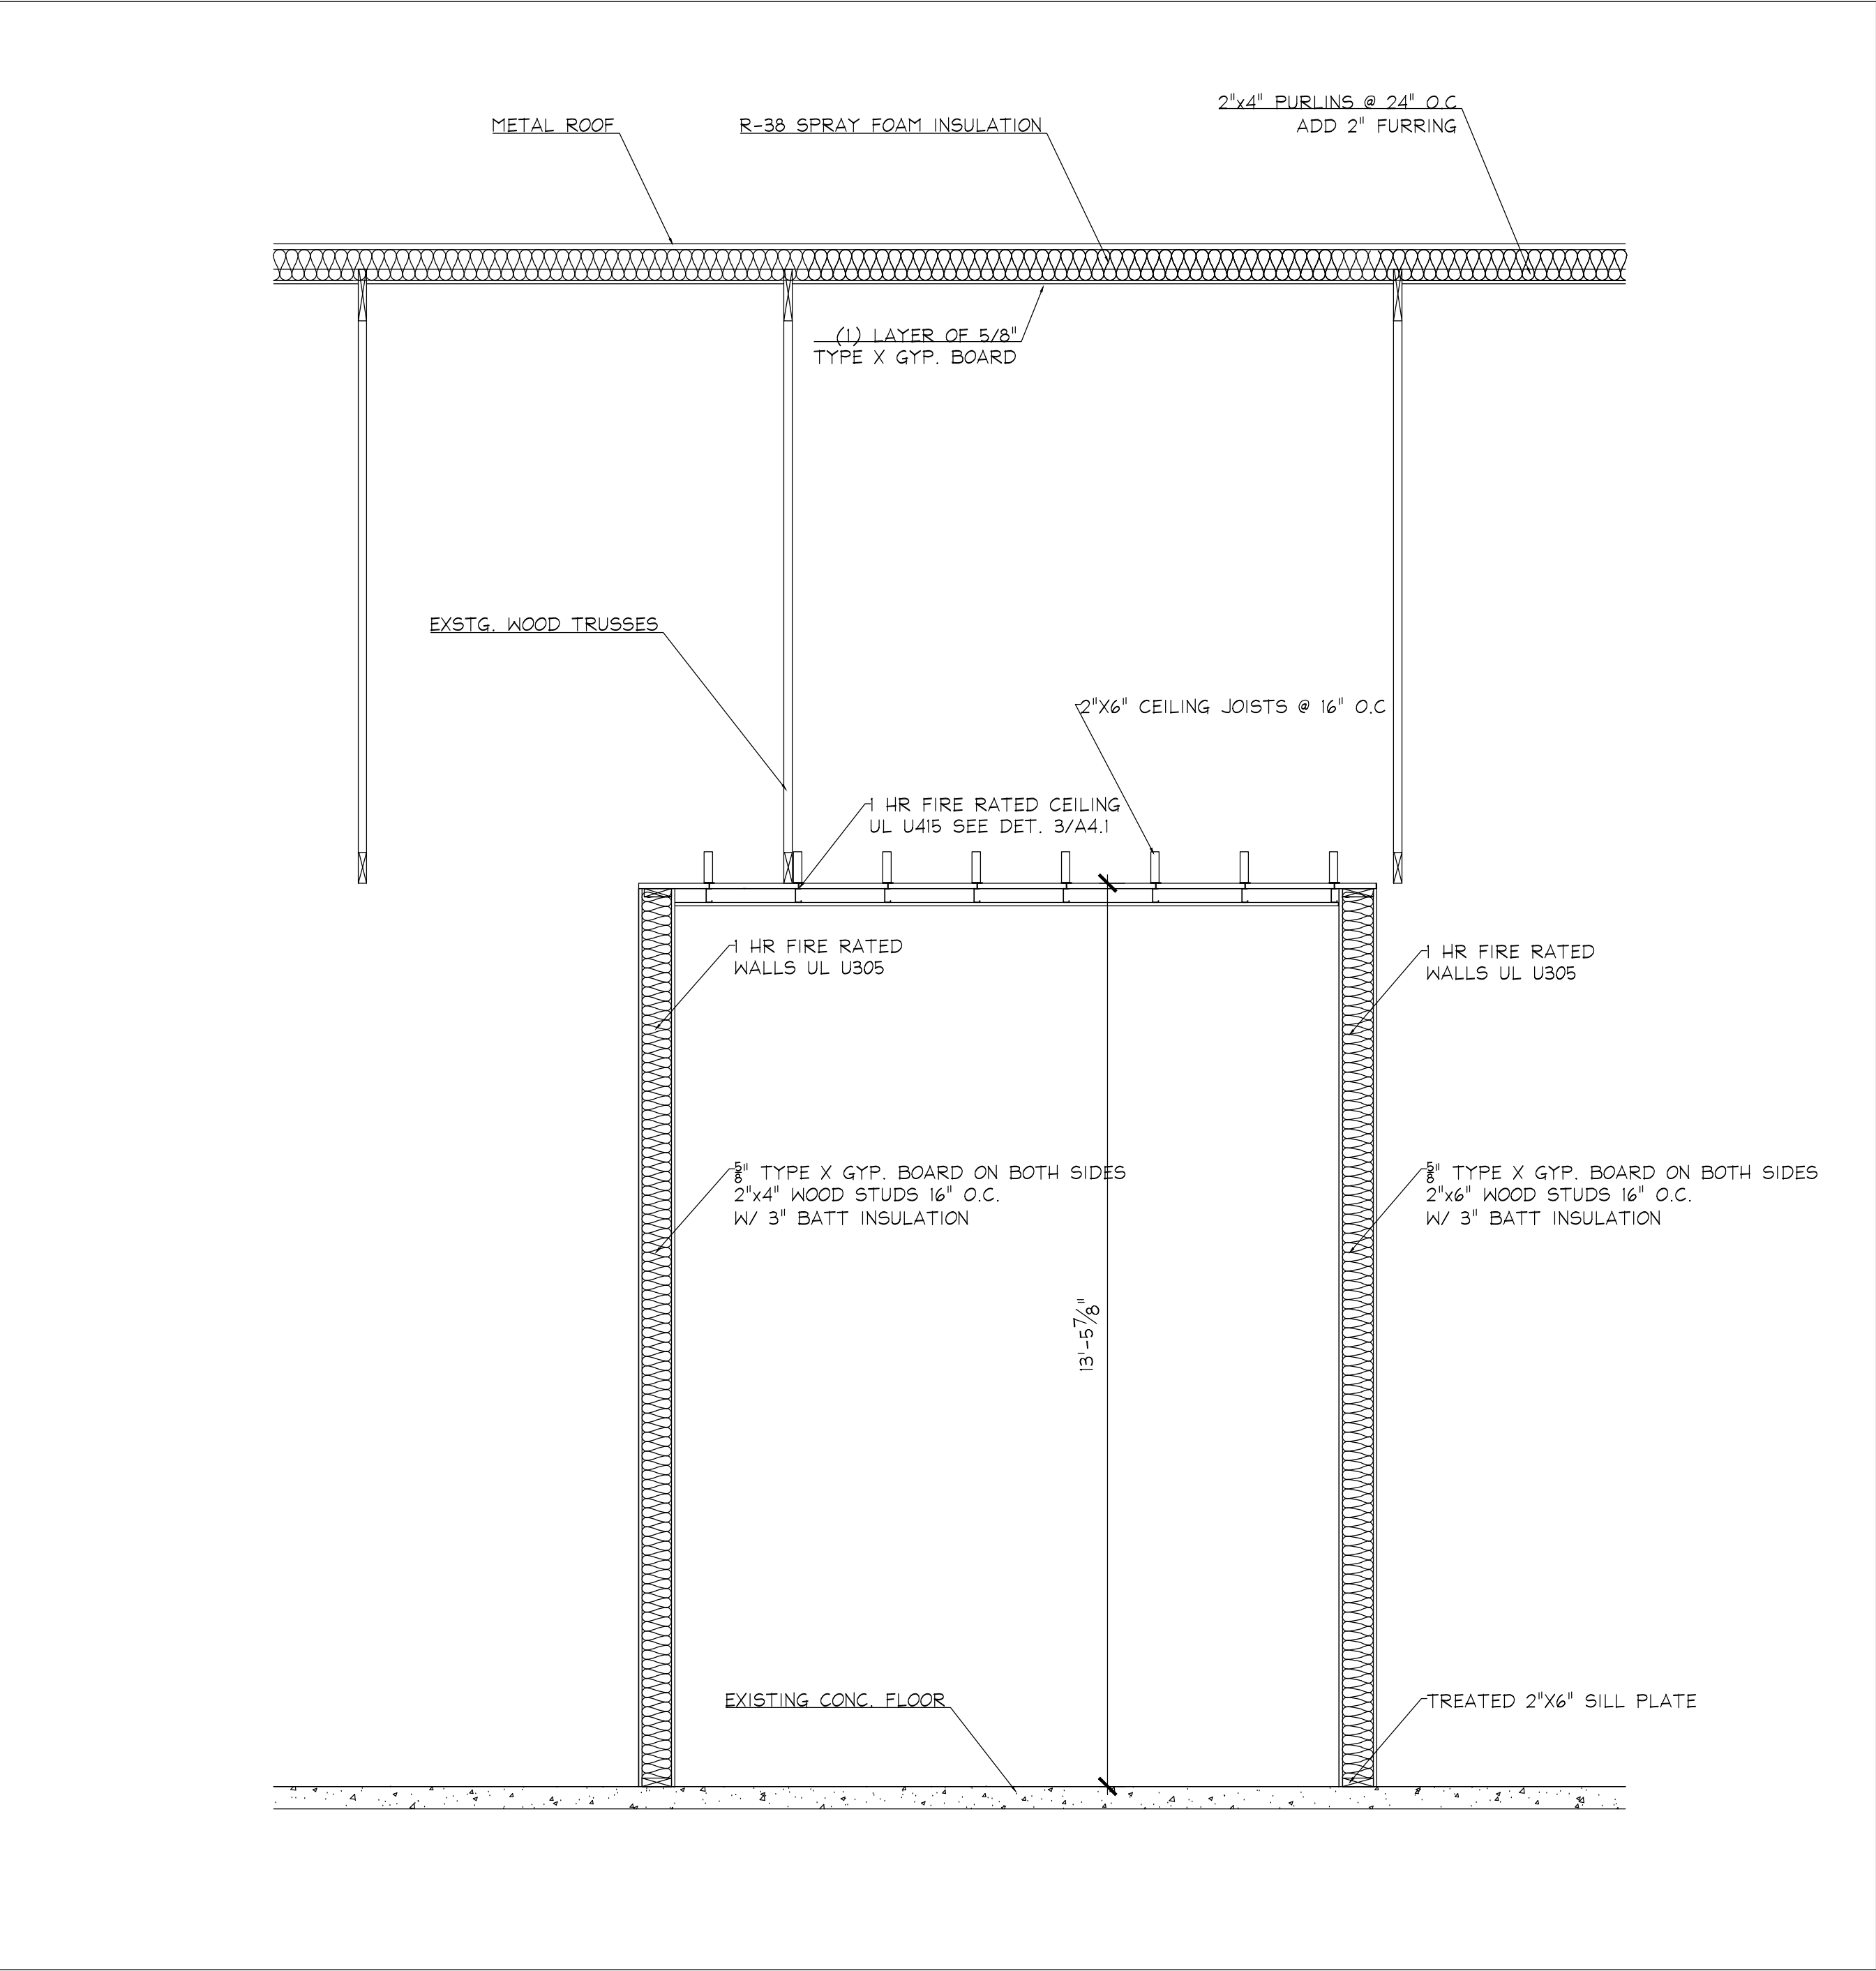 2"x4" PURLINS @ 24" O.C
ADD 2" FURRING
METAL ROOF
R-38 SPRAY FOAM INSULATION
(1) LAYER OF 5/8"
TYPE X GYP. BOARD
EXSTG. WOOD TRUSSES
2"X6" CEILING JOISTS @ 16" O.C
1 HR FIRE RATED CEILING
UL U415 SEE DET. 3/A4.1
1 HR FIRE RATED
WALLS UL U305
1 HR FIRE RATED
WALLS UL U305
5/8" TYPE X GYP. BOARD ON BOTH SIDES
2"x4" WOOD STUDS 16" O.C.
W/ 3" BATT INSULATION
5/8" TYPE X GYP. BOARD ON BOTH SIDES
2"x6" WOOD STUDS 16" O.C.
W/ 3" BATT INSULATION
13'-5 7/8"
EXISTING CONC. FLOOR
TREATED 2"X6" SILL PLATE